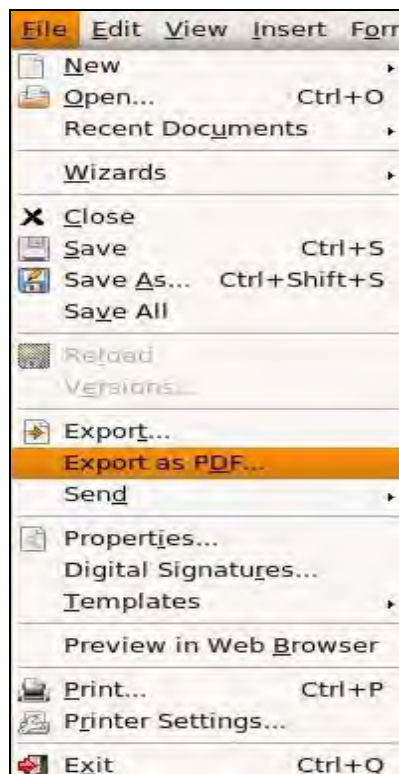 File Edit View Insert
New
Open... Ctrl+O
Recent Documents
Wizards
Close
Save Ctrl+S
Save As... Ctrl+Shift+S
Save All
Reload
Versions...
Export...
Export as PDF...
Send
Properties...
Digital Signatures...
Templates
Preview in Web Browser
Print... Ctrl+P
Printer Settings...
Exit Ctrl+Q